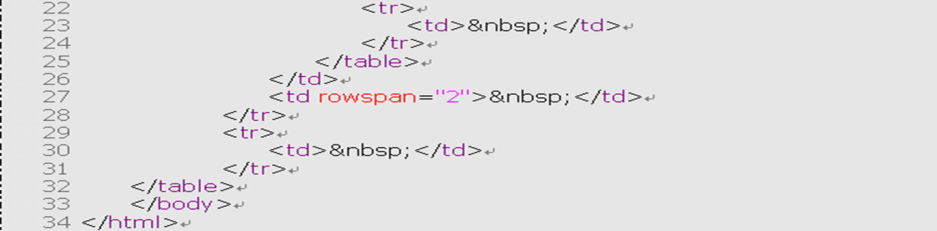 22 <tr>↵
23 <td>&nbsp;</td>↵
24 </tr>↵
25 </table>↵
26 </td>↵
27 <td rowspan="2">&nbsp;</td>↵
28 </tr>↵
29 <tr>↵
30 <td>&nbsp;</td>↵
31 </tr>↵
32 </table>↵
33 </body>↵
34 </html>↵